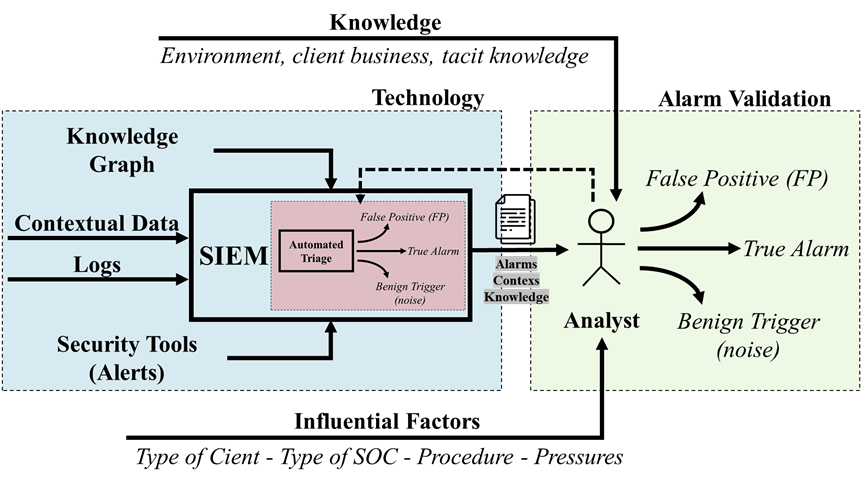 Knowledge
Environment, client business, tacit knowledge
Technology
Alarm Validation
Knowledge
Graph
Contextual Data
Logs
Security Tools
(Alerts)
SIEM
Automated
Triage
False Positive (FP)
True Alarm
Benign Trigger
(noise)
Alarms
Contexs
Knowledge
Analyst
False Positive (FP)
True Alarm
Benign Trigger
(noise)
Influential Factors
Type of Cient - Type of SOC - Procedure - Pressures